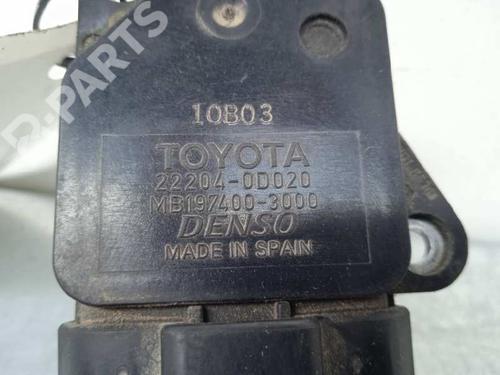 B-PARTS
10B03
TOYOTA
22204-0D020
MB197400-3000
DENSO
MADE IN SPAIN